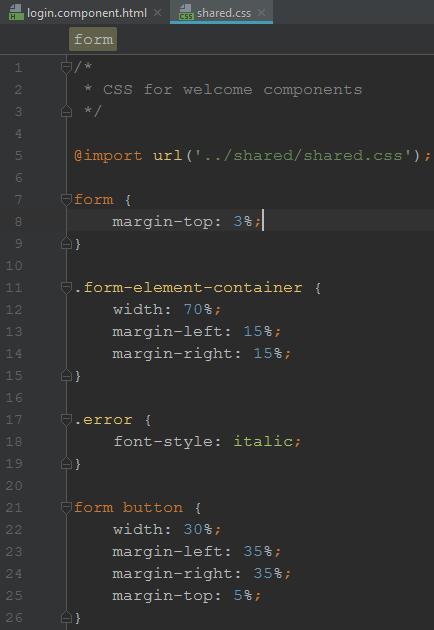 login.component.html
shared.css
form
1 /*
2  * CSS for welcome components
3  */
4
5 @import url('../shared/shared.css');
6
7 form {
8     margin-top: 3%;
9 }
10
11 .form-element-container {
12     width: 70%;
13     margin-left: 15%;
14     margin-right: 15%;
15 }
16
17 .error {
18     font-style: italic;
19 }
20
21 form button {
22     width: 30%;
23     margin-left: 35%;
24     margin-right: 35%;
25     margin-top: 5%;
26 }